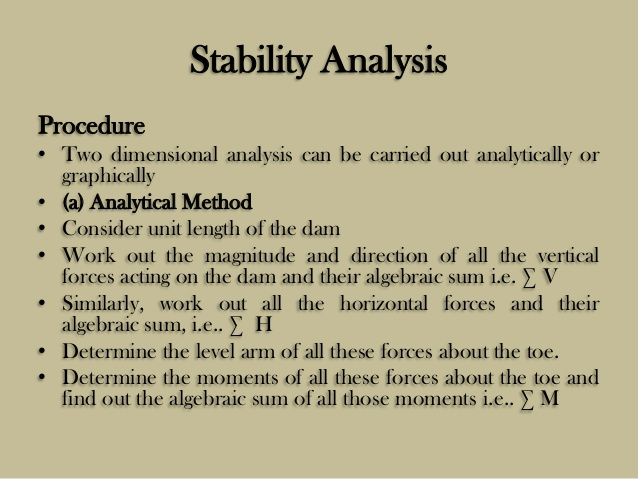 Stability Analysis
Procedure
• Two dimensional analysis can be carried out analytically or
graphically
• (a) Analytical Method
• Consider unit length of the dam
• Work out the magnitude and direction of all the vertical
forces acting on the dam and their algebraic sum i.e. ∑ V
• Similarly, work out all the horizontal forces and their
algebraic sum, i.e.. ∑ H
• Determine the level arm of all these forces about the toe.
• Determine the moments of all these forces about the toe and
find out the algebraic sum of all those moments i.e.. ∑ M